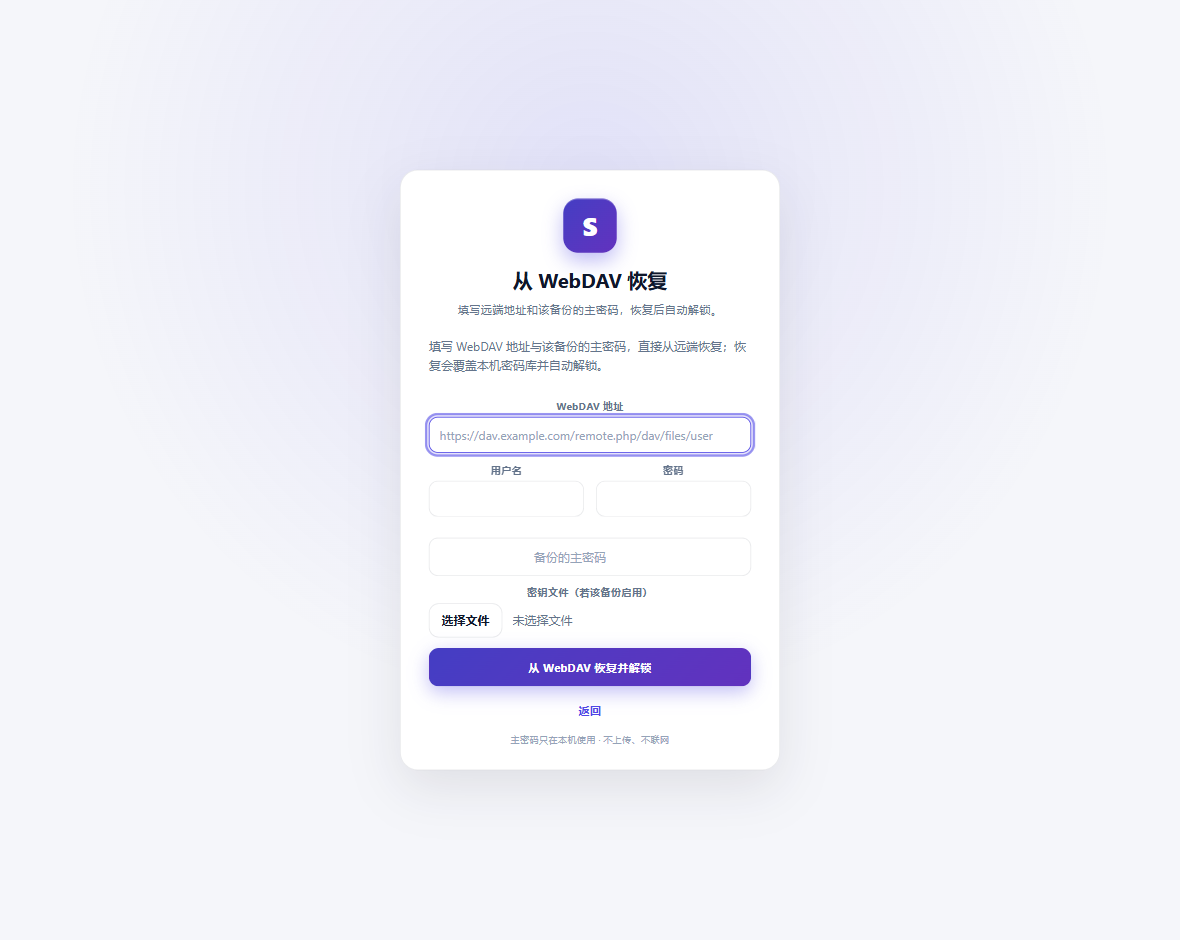 S
从 WebDAV 恢复
填写远端地址和该备份的主密码，恢复后自动解锁。
填写 WebDAV 地址与该备份的主密码，直接从远端恢复；恢
复会覆盖本机密码库并自动解锁。
WebDAV 地址
https://dav.example.com/remote.php/dav/files/user
用户名 密码
备份的主密码
密钥文件（若该备份启用）
选择文件 未选择文件
从 WebDAV 恢复并解锁
返回
主密码只在本机使用 · 不上传、不联网